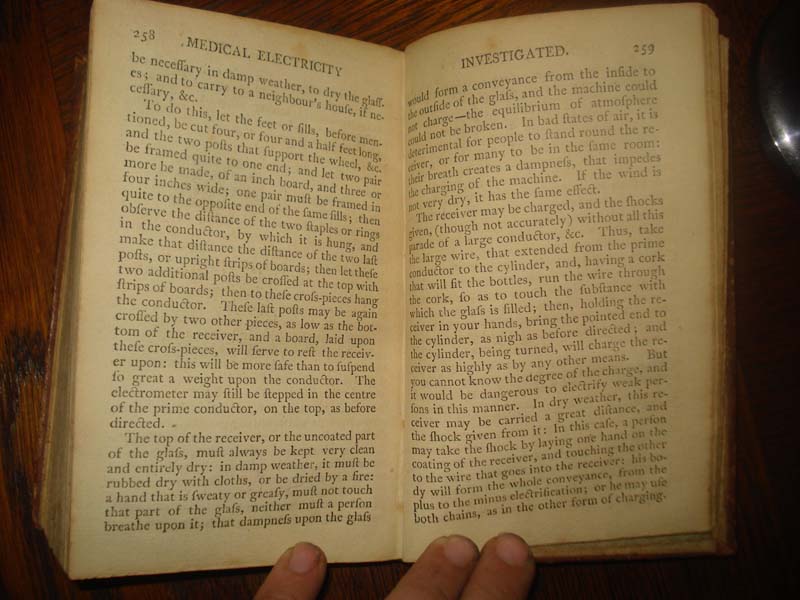 258
MEDICAL ELECTRICITY
be neceſſary in damp weather, to dry the glaſſ-
es; and to carry to a neighbour's houſe, if ne-
ceſſary, &c.
To do this, let the feet or ſills, before men-
tioned, be cut four, or four and a half feet long,
and the two poſts that ſupport the wheel, &c.
be framed quite to one end; and let two pair
more be made, of an inch board, and three or
four inches wide; one pair muſt be framed in
quite to the oppoſite end of the ſame ſills; then
obſerve the diſtance of the two ſtaples or rings
in the conductor, by which it is hung, and
make that diſtance the diſtance of the two laſt
poſts, or upright ſtrips of boards; then let theſe
two additional poſts be croſſed at the top with
ſtrips of boards; then to theſe croſs-pieces hang
the conductor. Theſe laſt poſts may be again
croſſed by two other pieces, as low as the bot-
tom of the receiver, and a board, laid upon
theſe croſs-pieces, will ſerve to reſt the receiv-
er upon: this will be more ſafe than to ſuſpend
ſo great a weight upon the conductor. The
electrometer may ſtill be ſtepped in the centre
of the prime conductor, on the top, as before
directed.
The top of the receiver, or the uncoated part
of the glaſs, muſt always be kept very clean
and entirely dry: in damp weather, it muſt be
rubbed dry with cloths, or be dried by a fire:
a hand that is ſweaty or greaſy, muſt not touch
that part of the glaſs, neither muſt a perſon
breathe upon it; that dampneſs upon the glaſs
INVESTIGATED.
259
would form a conveyance from the inſide to
the outſide of the glaſs, and the machine could
not charge—the equilibrium of atmoſphere
could not be broken. In bad ſtates of air, it is
deterimental for people to ſtand round the re-
ceiver, or for many to be in the ſame room:
their breath creates a dampneſs, that impedes
the charging of the machine. If the wind is
not very dry, it has the ſame effect.
The receiver may be charged, and the ſhocks
given, (though not accurately) without all this
parade of a large conductor, &c. Thus, take
the large wire, that extended from the prime
conductor to the cylinder, and, having a cork
that will fit the bottles, run the wire through
the cork, ſo as to touch the ſubſtance with
which the glaſs is filled; then, holding the re-
ceiver in your hands, bring the pointed end to
the cylinder, as nigh as before directed; and
the cylinder, being turned, will charge the re-
ceiver as highly as by any other means. But
you cannot know the degree of the charge, and
it would be dangerous to electrify weak per-
ſons in this manner. In dry weather, this re-
ceiver may be carried a great diſtance, and
the ſhock given from it: In this caſe, a perſon
may take the ſhock by laying one hand on the
coating of the receiver, and touching the other
to the wire that goes into the receiver: his bo-
dy will form the whole conveyance, from the
plus to the minus electrification; or he may uſe
both chains, as in the other form of charging.